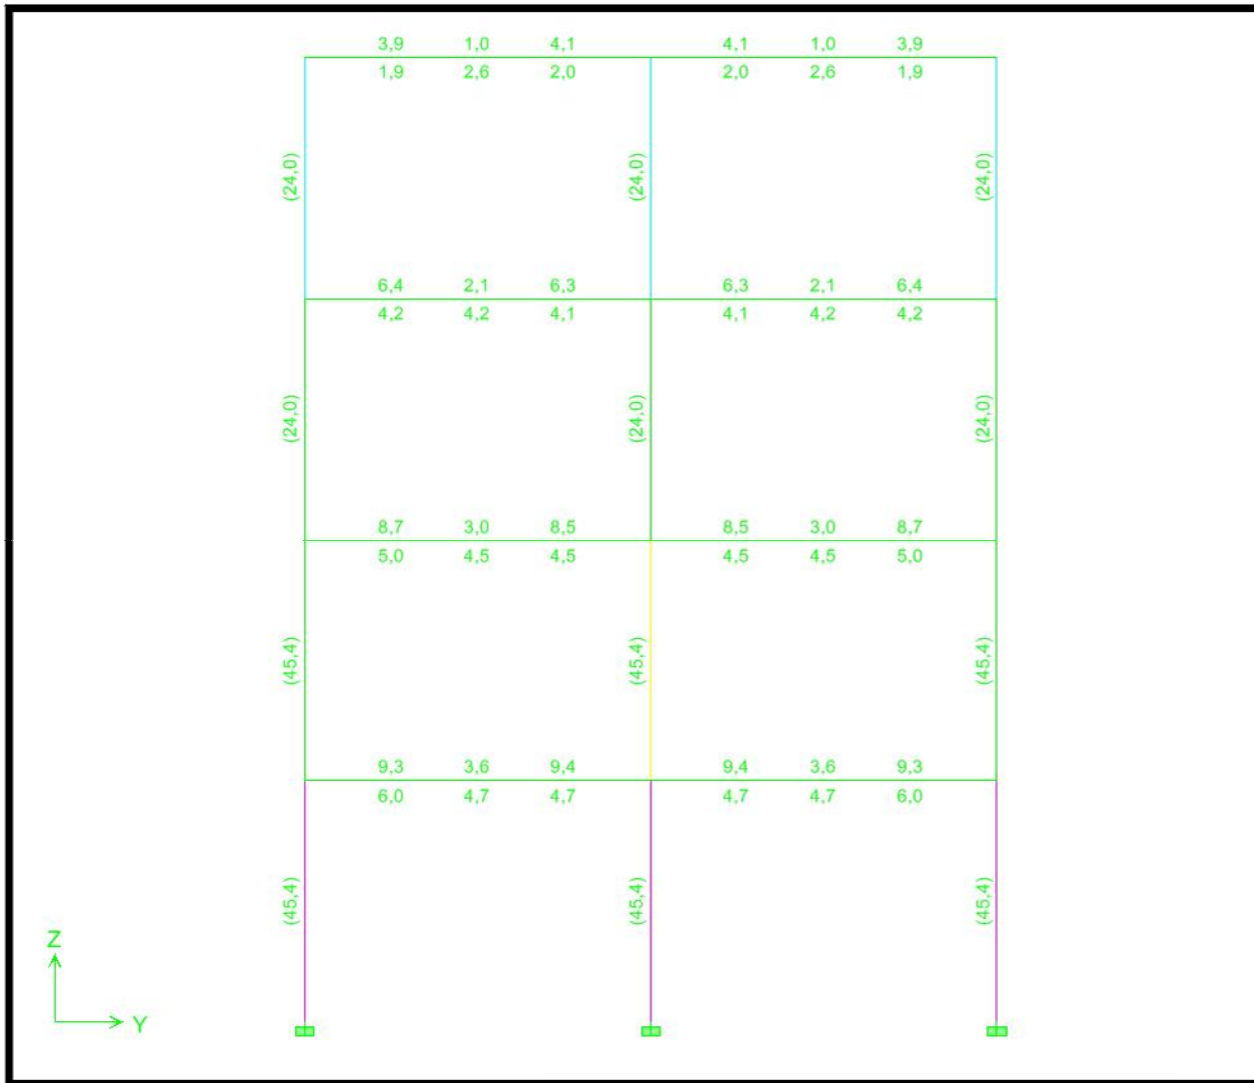 3,9 1,0 4,1 4,1 1,0 3,9
1,9 2,6 2,0 2,0 2,6 1,9
(24,0) (24,0) (24,0)
6,4 2,1 6,3 6,3 2,1 6,4
4,2 4,2 4,1 4,1 4,2 4,2
(24,0) (24,0) (24,0)
8,7 3,0 8,5 8,5 3,0 8,7
5,0 4,5 4,5 4,5 4,5 5,0
(45,4) (45,4) (45,4)
9,3 3,6 9,4 9,4 3,6 9,3
6,0 4,7 4,7 4,7 4,7 6,0
(45,4) (45,4) (45,4)
Z
Y